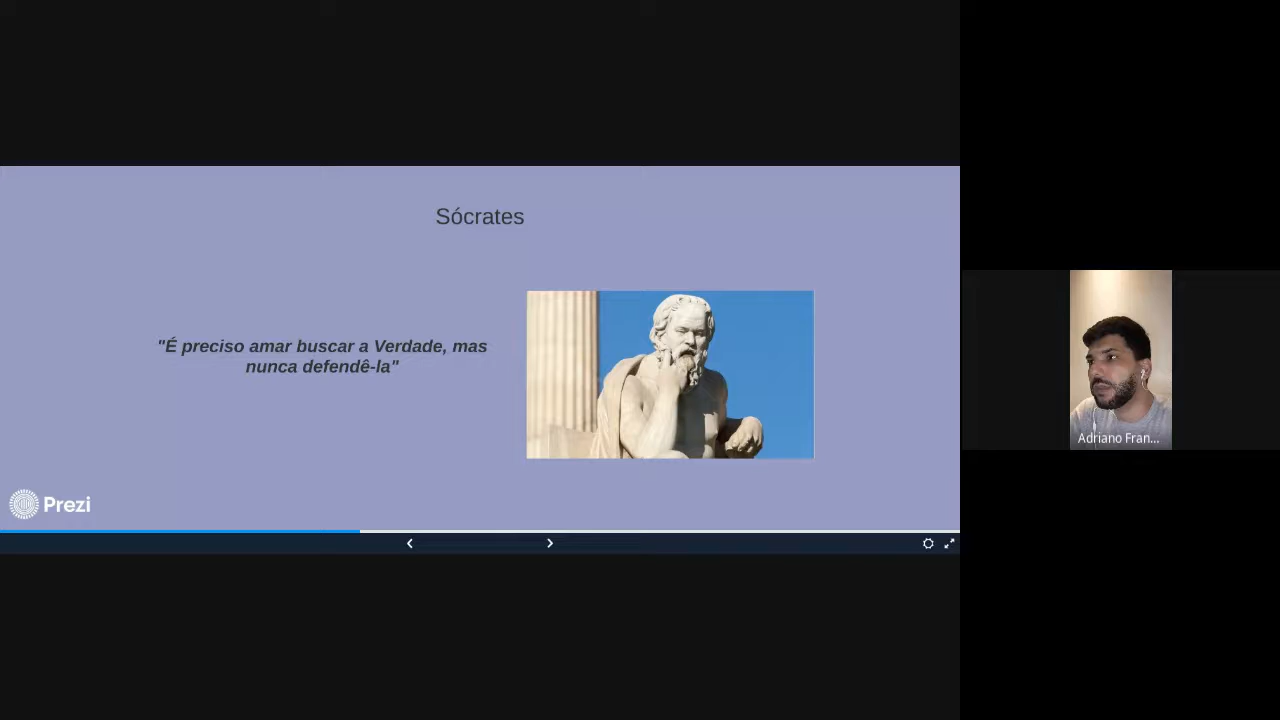 Sócrates
"É preciso amar buscar a Verdade, mas
nunca defendê-la"
Prezi
Adriano Fran...